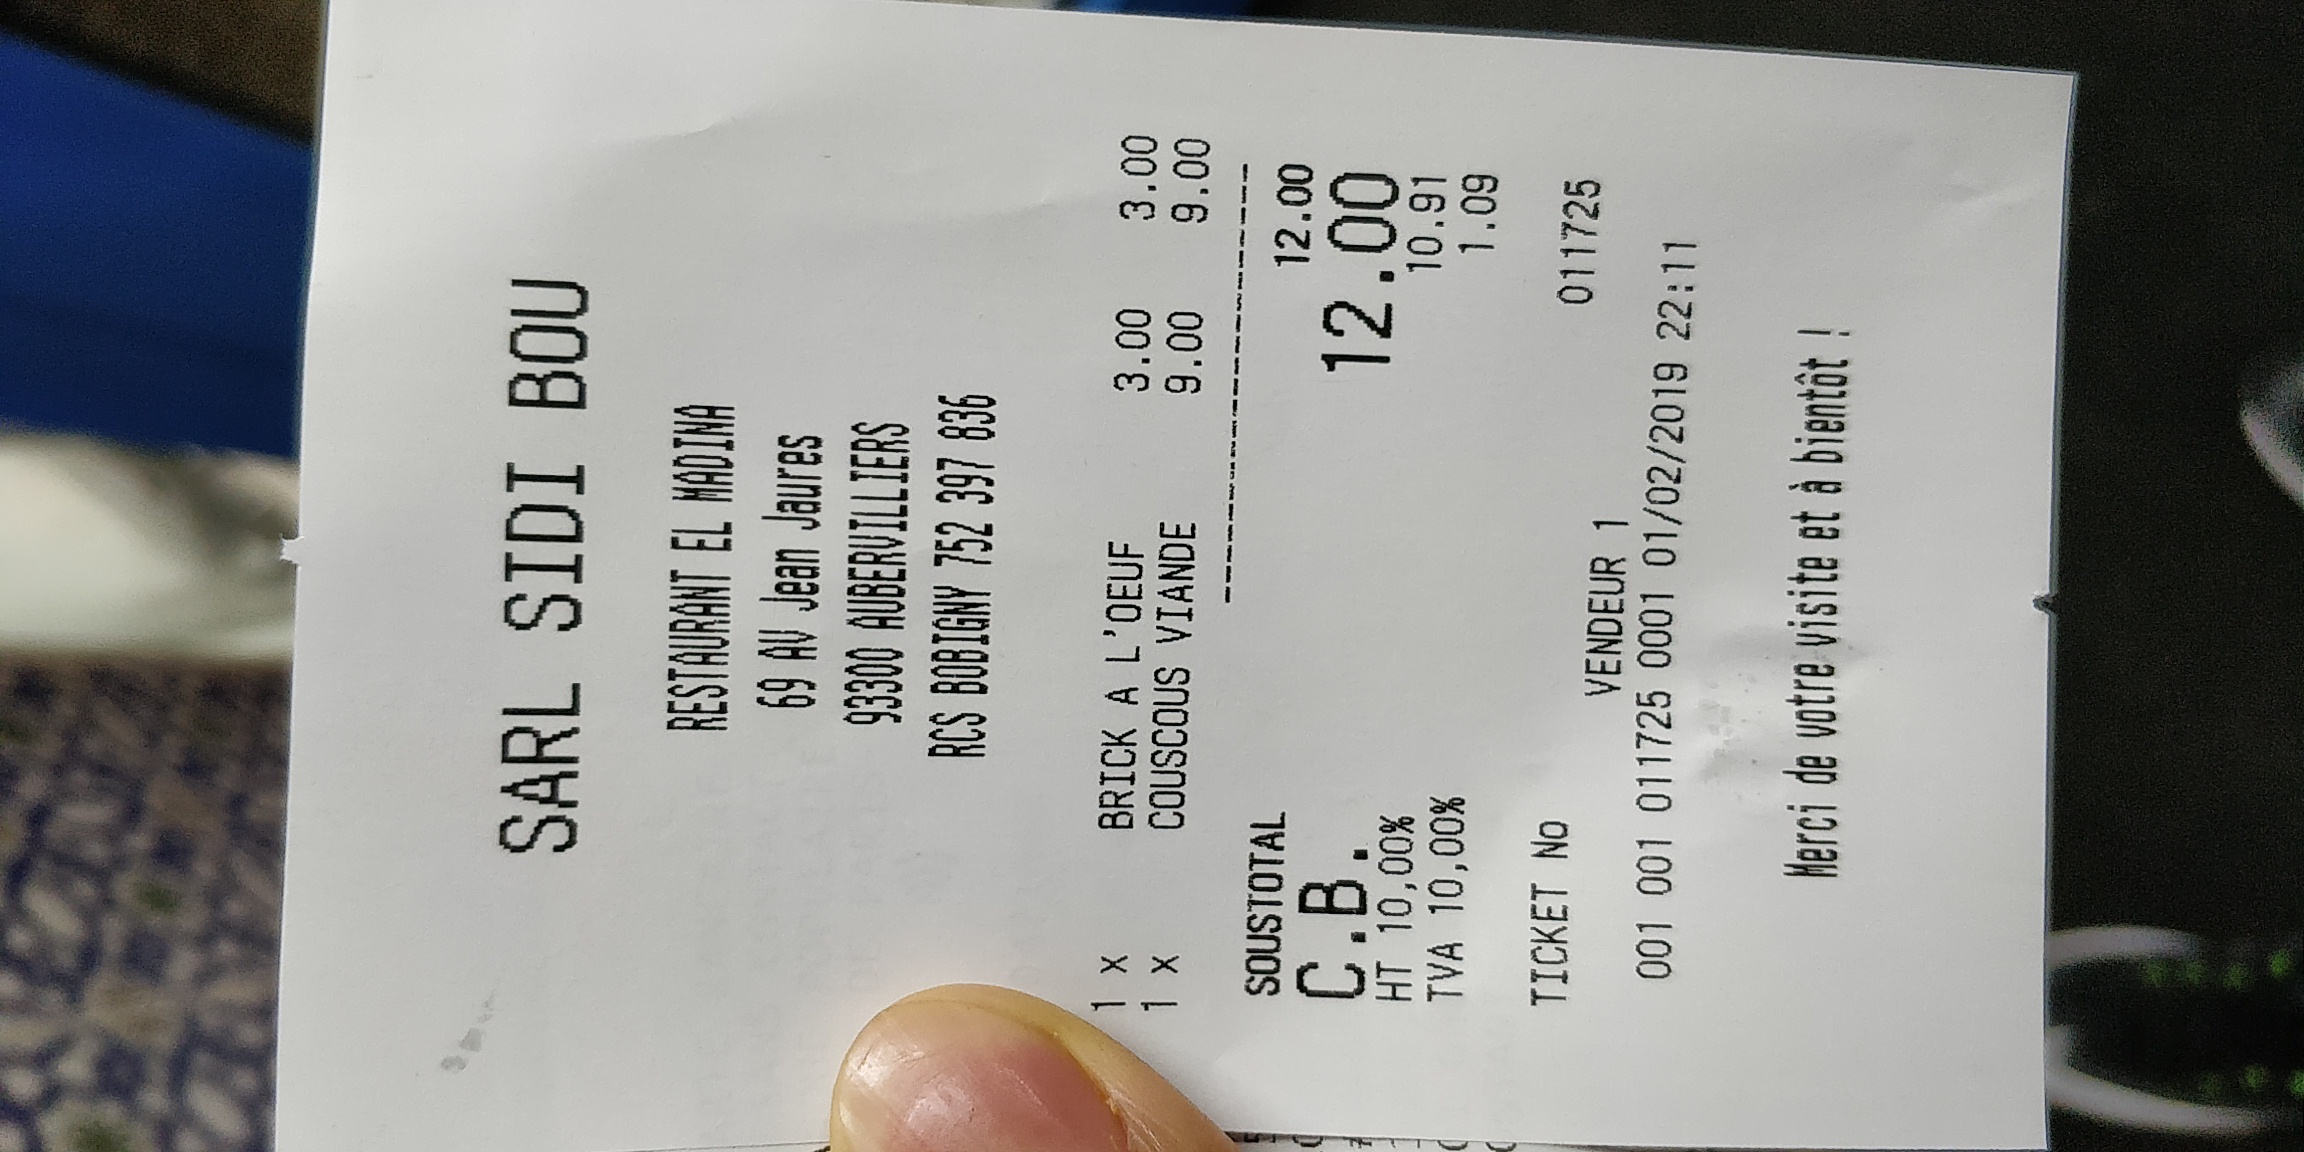 SARL SIDI BOU
RESTAURANT EL MADINA
69 AV Jean Jaures
93300 AUBERVILLIERS
RCS BOBIGNY 752 397 836
1 x BRICK A L'OEUF 3.00 3.00
1 x COUSCOUS VIANDE 9.00 9.00
SOUSTOTAL 12.00
C.B. 12.00
HT 10,00% 10.91
TVA 10,00% 1.09
TICKET No 011725
VENDEUR 1
001 001 011725 0001 01/02/2019 22:11
Merci de votre visite et à bientôt !